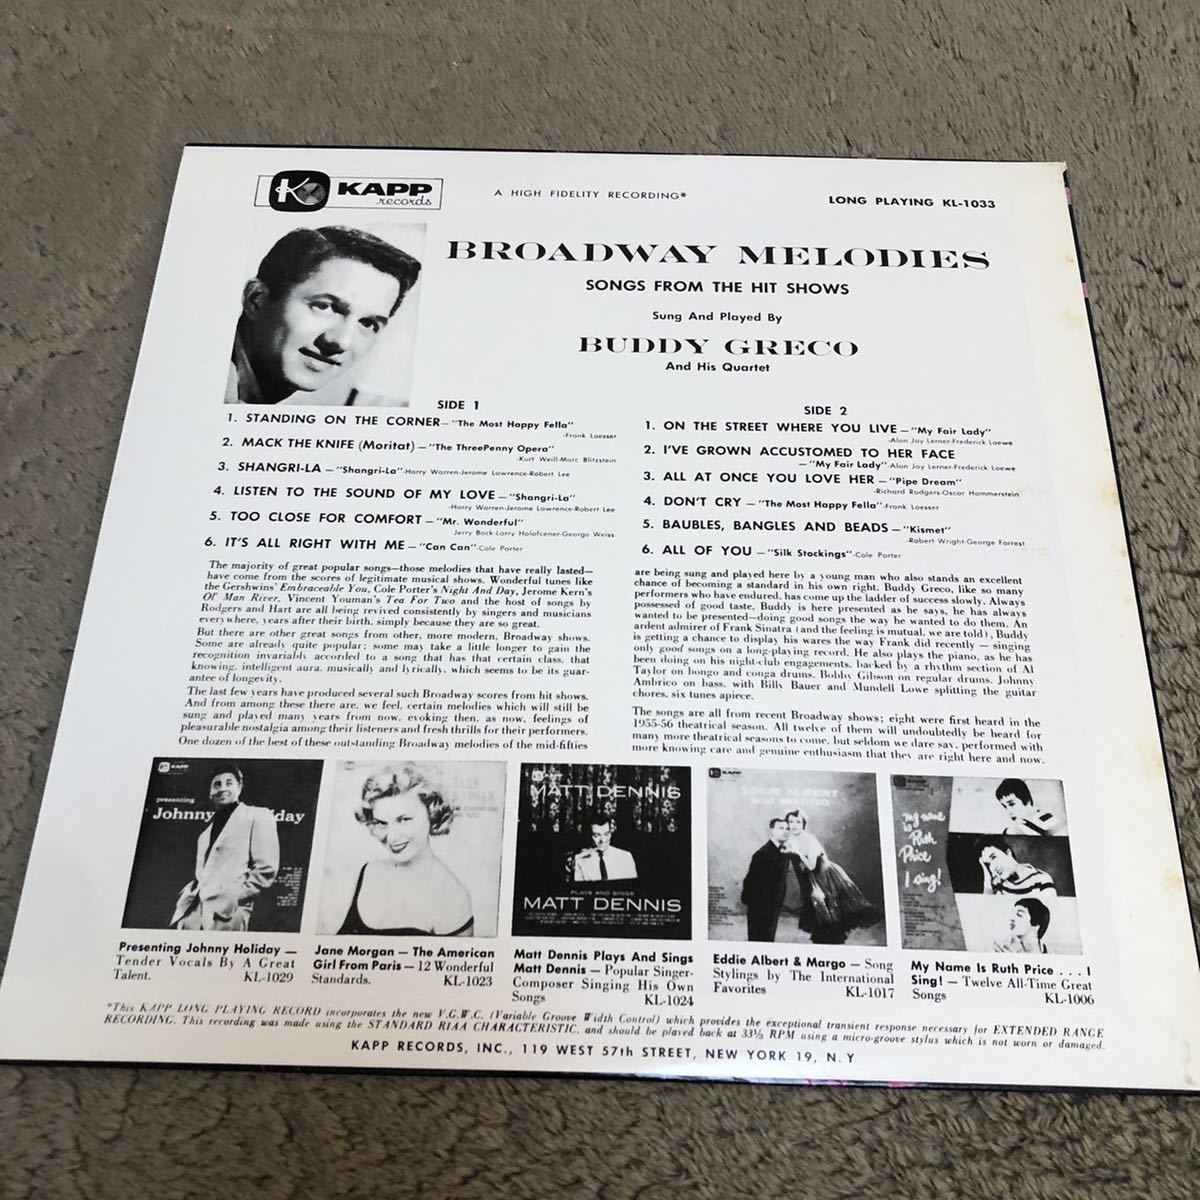 K KAPP
records
A HIGH FIDELITY RECORDING*
LONG PLAYING KL-1033
BROADWAY MELODIES
SONGS FROM THE HIT SHOWS
Sung And Played By
BUDDY GRECO
And His Quartet
SIDE 1
1. STANDING ON THE CORNER—"The Most Happy Fella"
-Frank Loesser
2. MACK THE KNIFE (Moritat) —"The ThreePenny Opera"
-Kurt Weill-Marc Blitzstein
3. SHANGRI-LA —"Shangri-La"-Harry Warren-Jerome Lawrence-Robert Lee
4. LISTEN TO THE SOUND OF MY LOVE —"Shangri-La"
-Harry Warren-Jerome Lawrence-Robert Lee
5. TOO CLOSE FOR COMFORT —"Mr. Wonderful"
Jerry Bock-Larry Holofcener-George Weiss
6. IT'S ALL RIGHT WITH ME —"Can Can"-Cole Porter
SIDE 2
1. ON THE STREET WHERE YOU LIVE —"My Fair Lady"
-Alan Jay Lerner-Frederick Loewe
2. I'VE GROWN ACCUSTOMED TO HER FACE
—"My Fair Lady"-Alan Jay Lerner-Frederick Loewe
3. ALL AT ONCE YOU LOVE HER —"Pipe Dream"
-Richard Rodgers-Oscar Hammerstein
4. DON'T CRY —"The Most Happy Fella"-Frank Loesser
5. BAUBLES, BANGLES AND BEADS —"Kismet"
-Robert Wright-George Forrest
6. ALL OF YOU —"Silk Stockings"-Cole Porter
The majority of great popular songs—those melodies that have really lasted—
have come from the scores of legitimate musical shows. Wonderful tunes like
the Gershwins' Embraceable You, Cole Porter's Night And Day, Jerome Kern's
Ol' Man River, Vincent Youman's Tea For Two and the host of songs by
Rodgers and Hart are all being revived consistently by singers and musicians
everywhere, years after their birth, simply because they are so great.
But there are other great songs from other, more modern, Broadway shows.
Some are already quite popular; some may take a little longer to gain the
recognition invariably accorded to a song that has that certain class, that
knowing, intelligent aura, musically and lyrically, which seems to be its guar-
antee of longevity.
The last few years have produced several such Broadway scores from hit shows.
And from among these there are, we feel, certain melodies which will still be
sung and played many years from now, evoking then, as now, feelings of
pleasurable nostalgia among their listeners and fresh thrills for their performers.
One dozen of the best of these outstanding Broadway melodies of the mid-fifties
are being sung and played here by a young man who also stands an excellent
chance of becoming a standard in his own right. Buddy Greco, like so many
performers who have endured, has come up the ladder of success slowly. Always
possessed of good taste, Buddy is here presented as he says, he has always
wanted to be presented—doing good songs the way he wanted to do them. An
ardent admirer of Frank Sinatra (and the feeling is mutual, we are told), Buddy
is getting a chance to display his wares the way Frank did recently — singing
only good songs on a long-playing record. He also plays the piano, as he has
been doing on his night-club engagements, backed by a rhythm section of Al
Taylor on bongo and conga drums, Bobby Gibson on regular drums, Johnny
Ambrico on bass, with Billy Bauer and Mundell Lowe splitting the guitar
chores, six tunes apiece.
The songs are all from recent Broadway shows; eight were first heard in the
1955-56 theatrical season. All twelve of them will undoubtedly be heard for
many more theatrical seasons to come, but seldom we dare say, performed with
more knowing care and genuine enthusiasm that they are right here and now.
KAPP
presenting
Johnny Holiday
MATT DENNIS
PLAYS AND SINGS
MATT DENNIS
KAPP
EDDIE ALBERT
and MARGO
my name
is
Ruth
Price
I sing!
Presenting Johnny Holiday —
Tender Vocals By A Great
Talent. KL-1029
Jane Morgan — The American
Girl From Paris — 12 Wonderful
Standards. KL-1023
Matt Dennis Plays And Sings
Matt Dennis — Popular Singer-
Composer Singing His Own
Songs KL-1024
Eddie Albert & Margo — Song
Stylings by The International
Favorites KL-1017
My Name Is Ruth Price . . . I
Sing! — Twelve All-Time Great
Songs KL-1006
*This KAPP LONG PLAYING RECORD incorporates the new V.G.W.C. (Variable Groove Width Control) which provides the exceptional transient response necessary for EXTENDED RANGE
RECORDING. This recording was made using the STANDARD RIAA CHARACTERISTIC, and should be played back at 33⅓ RPM using a micro-groove stylus which is not worn or damaged.
KAPP RECORDS, INC., 119 WEST 57th STREET, NEW YORK 19, N. Y